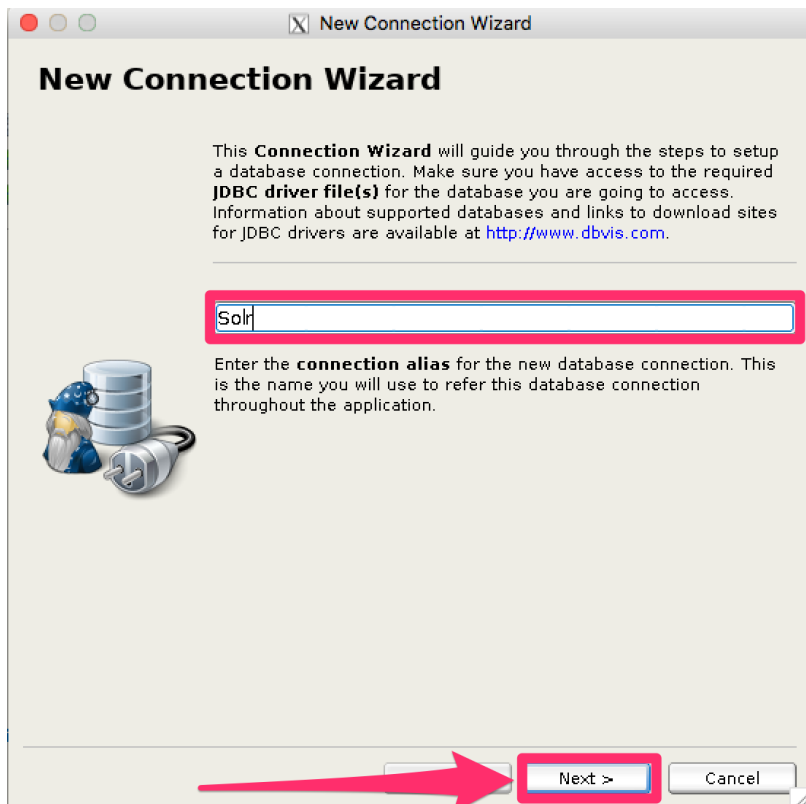 New Connection Wizard
New Connection Wizard
This Connection Wizard will guide you through the steps to setup
a database connection. Make sure you have access to the required
JDBC driver file(s) for the database you are going to access.
Information about supported databases and links to download sites
for JDBC drivers are available at http://www.dbvis.com.
Solr
Enter the connection alias for the new database connection. This
is the name you will use to refer this database connection
throughout the application.
Next >
Cancel